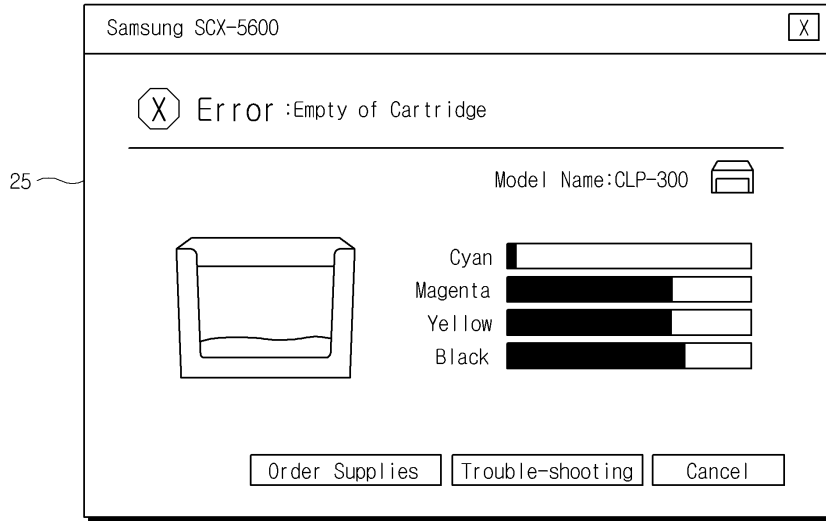 Samsung SCX-5600 X
X Error :Empty of Cartridge
25
Model Name:CLP-300
Cyan
Magenta
Yellow
Black
Order Supplies Trouble-shooting Cancel